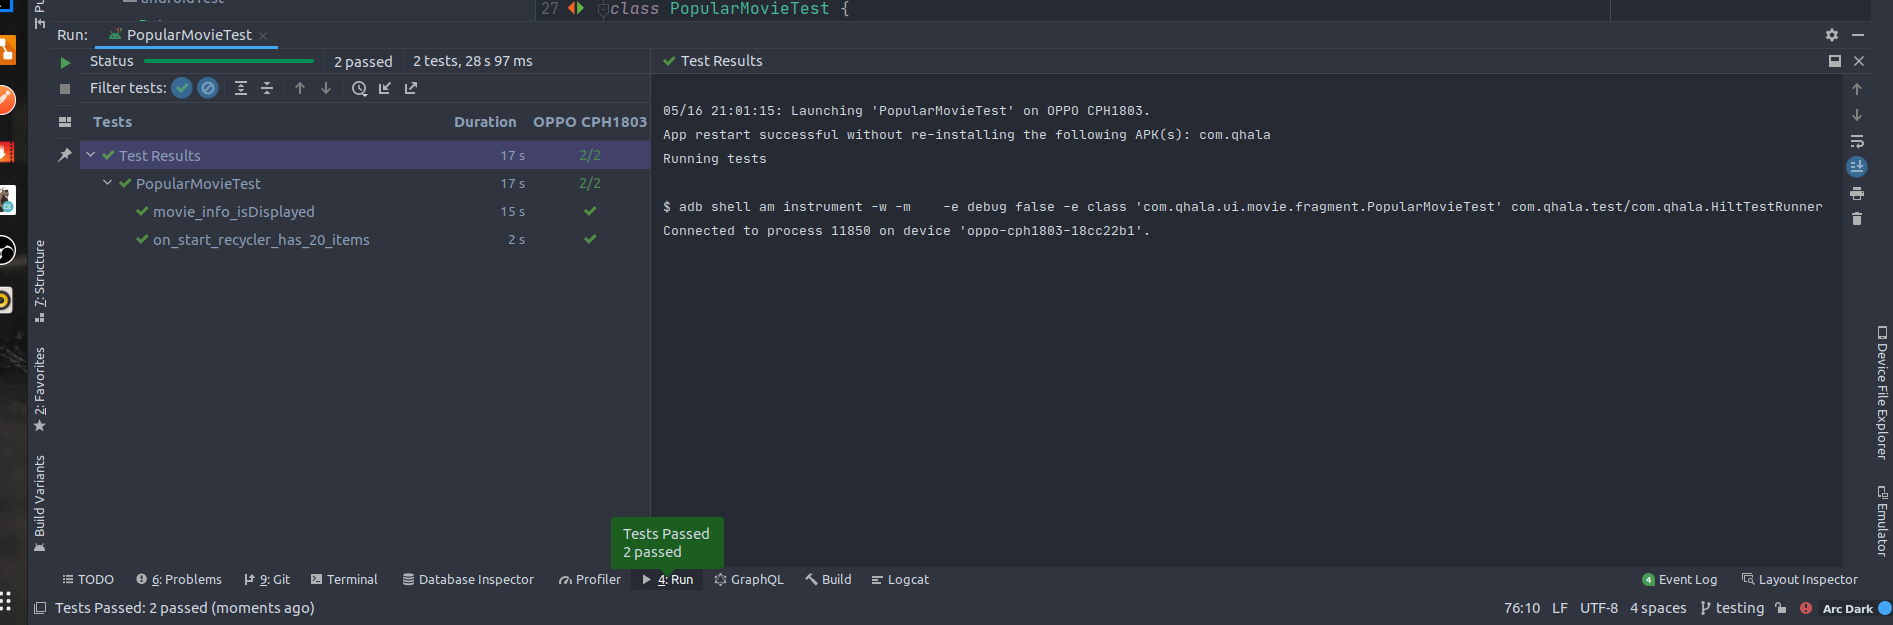 androidTest
27 class PopularMovieTest {
Run: PopularMovieTest
Status 2 passed 2 tests, 28 s 97 ms
Test Results
Filter tests:
Tests Duration OPPO CPH1803
Test Results 17 s 2/2
PopularMovieTest 17 s 2/2
movie_info_isDisplayed 15 s
on_start_recycler_has_20_items 2 s
05/16 21:01:15: Launching 'PopularMovieTest' on OPPO CPH1803.
App restart successful without re-installing the following APK(s): com.qhala
Running tests
$ adb shell am instrument -w -m    -e debug false -e class 'com.qhala.ui.movie.fragment.PopularMovieTest' com.qhala.test/com.qhala.HiltTestRunner
Connected to process 11850 on device 'oppo-cph1803-18cc22b1'.
7: Structure
2: Favorites
Build Variants
Device File Explorer
Emulator
Tests Passed
2 passed
TODO 6: Problems 9: Git Terminal Database Inspector Profiler 4: Run GraphQL Build Logcat 4 Event Log Layout Inspector
Tests Passed: 2 passed (moments ago) 76:10 LF UTF-8 4 spaces testing Arc Dark